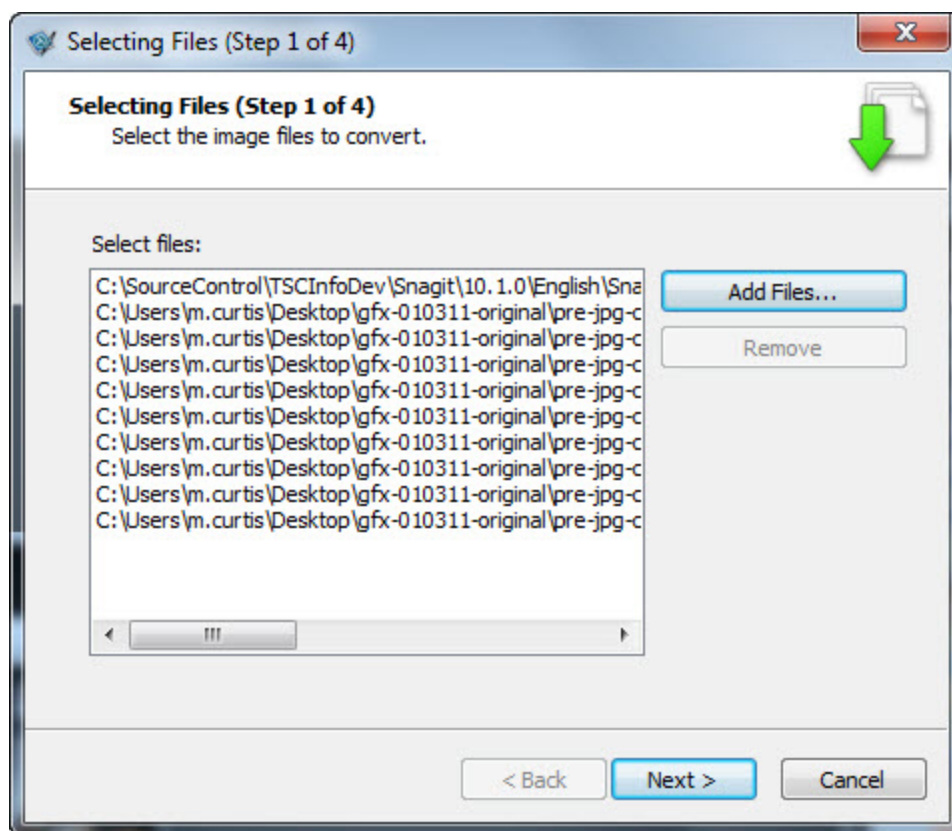 Selecting Files (Step 1 of 4)
Selecting Files (Step 1 of 4)
Select the image files to convert.
Select files:
C:\SourceControl\TSCInfoDev\Snagit\10.1.0\English\Sna
C:\Users\m.curtis\Desktop\gfx-010311-original\pre-jpg-c
C:\Users\m.curtis\Desktop\gfx-010311-original\pre-jpg-c
C:\Users\m.curtis\Desktop\gfx-010311-original\pre-jpg-c
C:\Users\m.curtis\Desktop\gfx-010311-original\pre-jpg-c
C:\Users\m.curtis\Desktop\gfx-010311-original\pre-jpg-c
C:\Users\m.curtis\Desktop\gfx-010311-original\pre-jpg-c
C:\Users\m.curtis\Desktop\gfx-010311-original\pre-jpg-c
C:\Users\m.curtis\Desktop\gfx-010311-original\pre-jpg-c
C:\Users\m.curtis\Desktop\gfx-010311-original\pre-jpg-c
Add Files...
Remove
< Back
Next >
Cancel